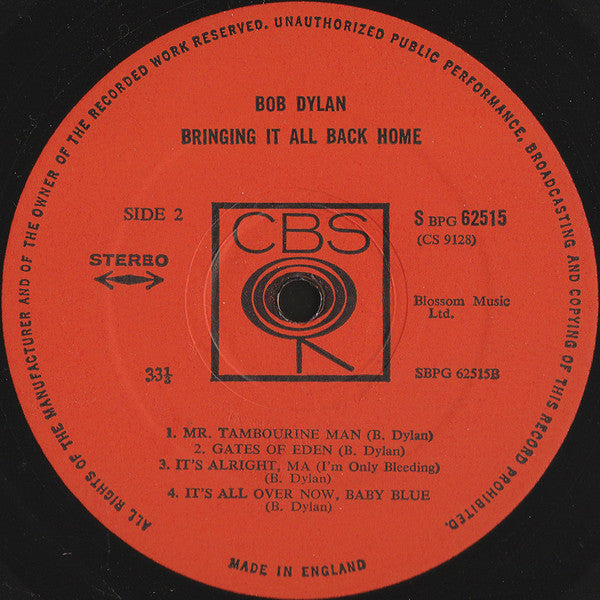 ALL RIGHTS OF THE MANUFACTURER AND OF THE OWNER OF THE RECORDED WORK RESERVED. UNAUTHORIZED PUBLIC PERFORMANCE, BROADCASTING AND COPYING OF THIS RECORD PROHIBITED.
BOB DYLAN
BRINGING IT ALL BACK HOME
SIDE 2
CBS
S BPG 62515
(CS 9128)
STEREO
Blossom Music
Ltd.
33⅓
SBPG 62515B
1. MR. TAMBOURINE MAN (B. Dylan)
2. GATES OF EDEN (B. Dylan)
3. IT'S ALRIGHT, MA (I'm Only Bleeding)
(B. Dylan)
4. IT'S ALL OVER NOW, BABY BLUE
(B. Dylan)
MADE IN ENGLAND